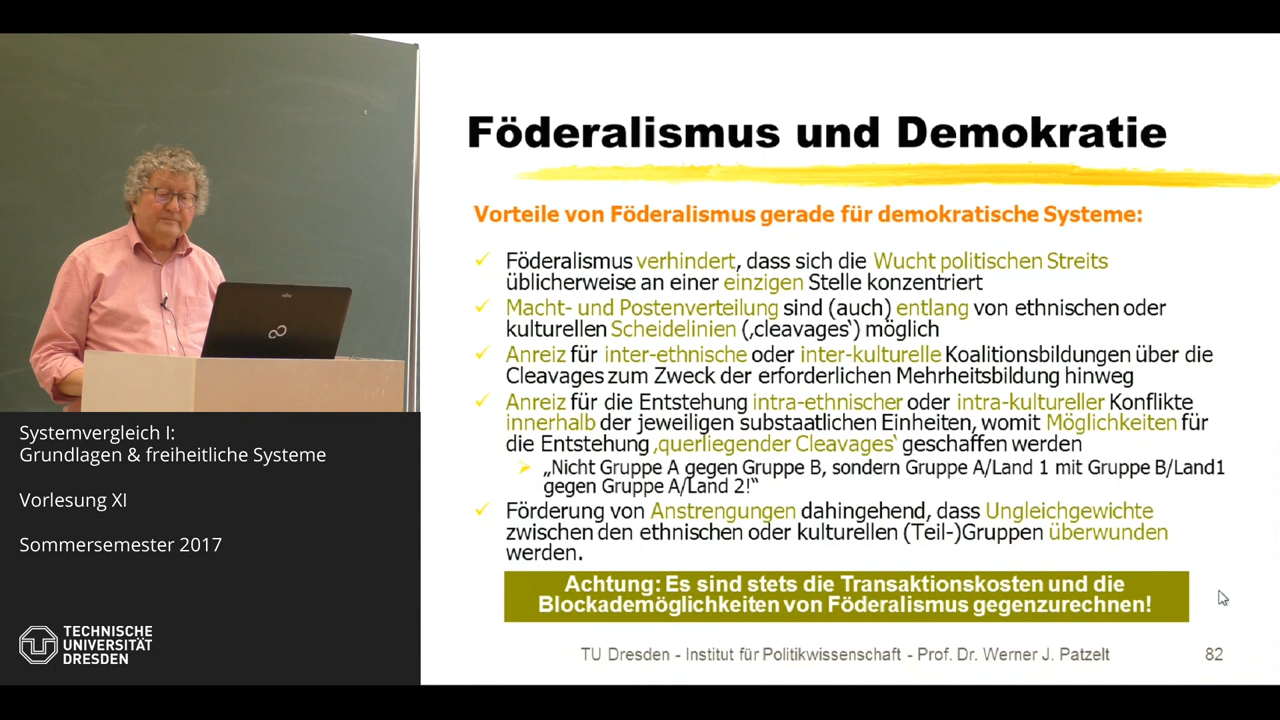 Föderalismus und Demokratie
Vorteile von Föderalismus gerade für demokratische Systeme:
Föderalismus verhindert, dass sich die Wucht politischen Streits
üblicherweise an einer einzigen Stelle konzentriert
Macht- und Postenverteilung sind (auch) entlang von ethnischen oder
kulturellen Scheidelinien (‚cleavages‘) möglich
Anreiz für inter-ethnische oder inter-kulturelle Koalitionsbildungen über die
Cleavages zum Zweck der erforderlichen Mehrheitsbildung hinweg
Anreiz für die Entstehung intra-ethnischer oder intra-kultureller Konflikte
innerhalb der jeweiligen substaatlichen Einheiten, womit Möglichkeiten für
die Entstehung ‚querliegender Cleavages‘ geschaffen werden
„Nicht Gruppe A gegen Gruppe B, sondern Gruppe A/Land 1 mit Gruppe B/Land1
gegen Gruppe A/Land 2!“
Förderung von Anstrengungen dahingehend, dass Ungleichgewichte
zwischen den ethnischen oder kulturellen (Teil-)Gruppen überwunden
werden.
Achtung: Es sind stets die Transaktionskosten und die
Blockademöglichkeiten von Föderalismus gegenzurechnen!
TU Dresden - Institut für Politikwissenschaft - Prof. Dr. Werner J. Patzelt 82
Systemvergleich I:
Grundlagen & freiheitliche Systeme
Vorlesung XI
Sommersemester 2017
TECHNISCHE
UNIVERSITÄT
DRESDEN